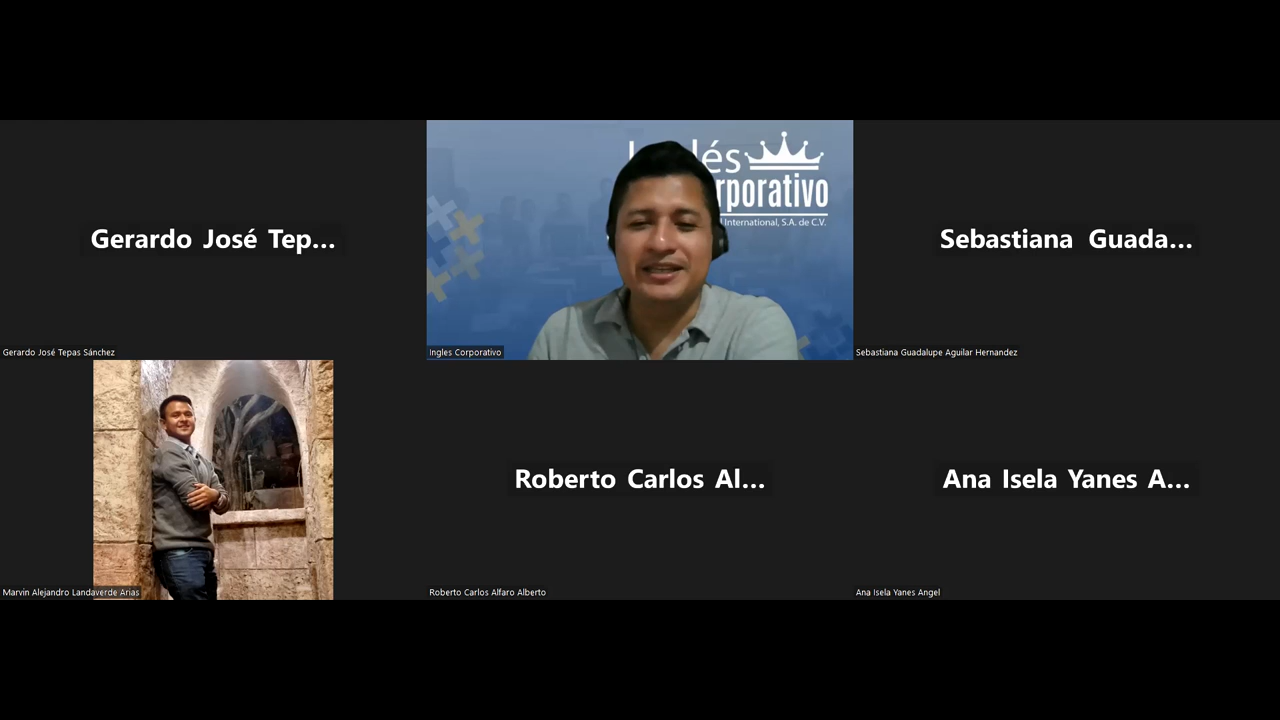 Gerardo José Tep...
Gerardo José Tepas Sánchez
lés
rporativo
International, S.A. de C.V.
Ingles Corporativo
Sebastiana Guada...
Sebastiana Guadalupe Aguilar Hernandez
Marvin Alejandro Landaverde Arias
Roberto Carlos Al...
Roberto Carlos Alfaro Alberto
Ana Isela Yanes A...
Ana Isela Yanes Angel